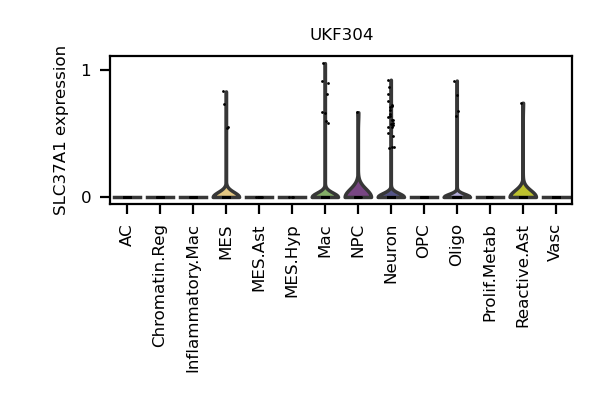 UKF304
SLC37A1 expression
1
0
AC
Chromatin.Reg
Inflammatory.Mac
MES
MES.Ast
MES.Hyp
Mac
NPC
Neuron
OPC
Oligo
Prolif.Metab
Reactive.Ast
Vasc